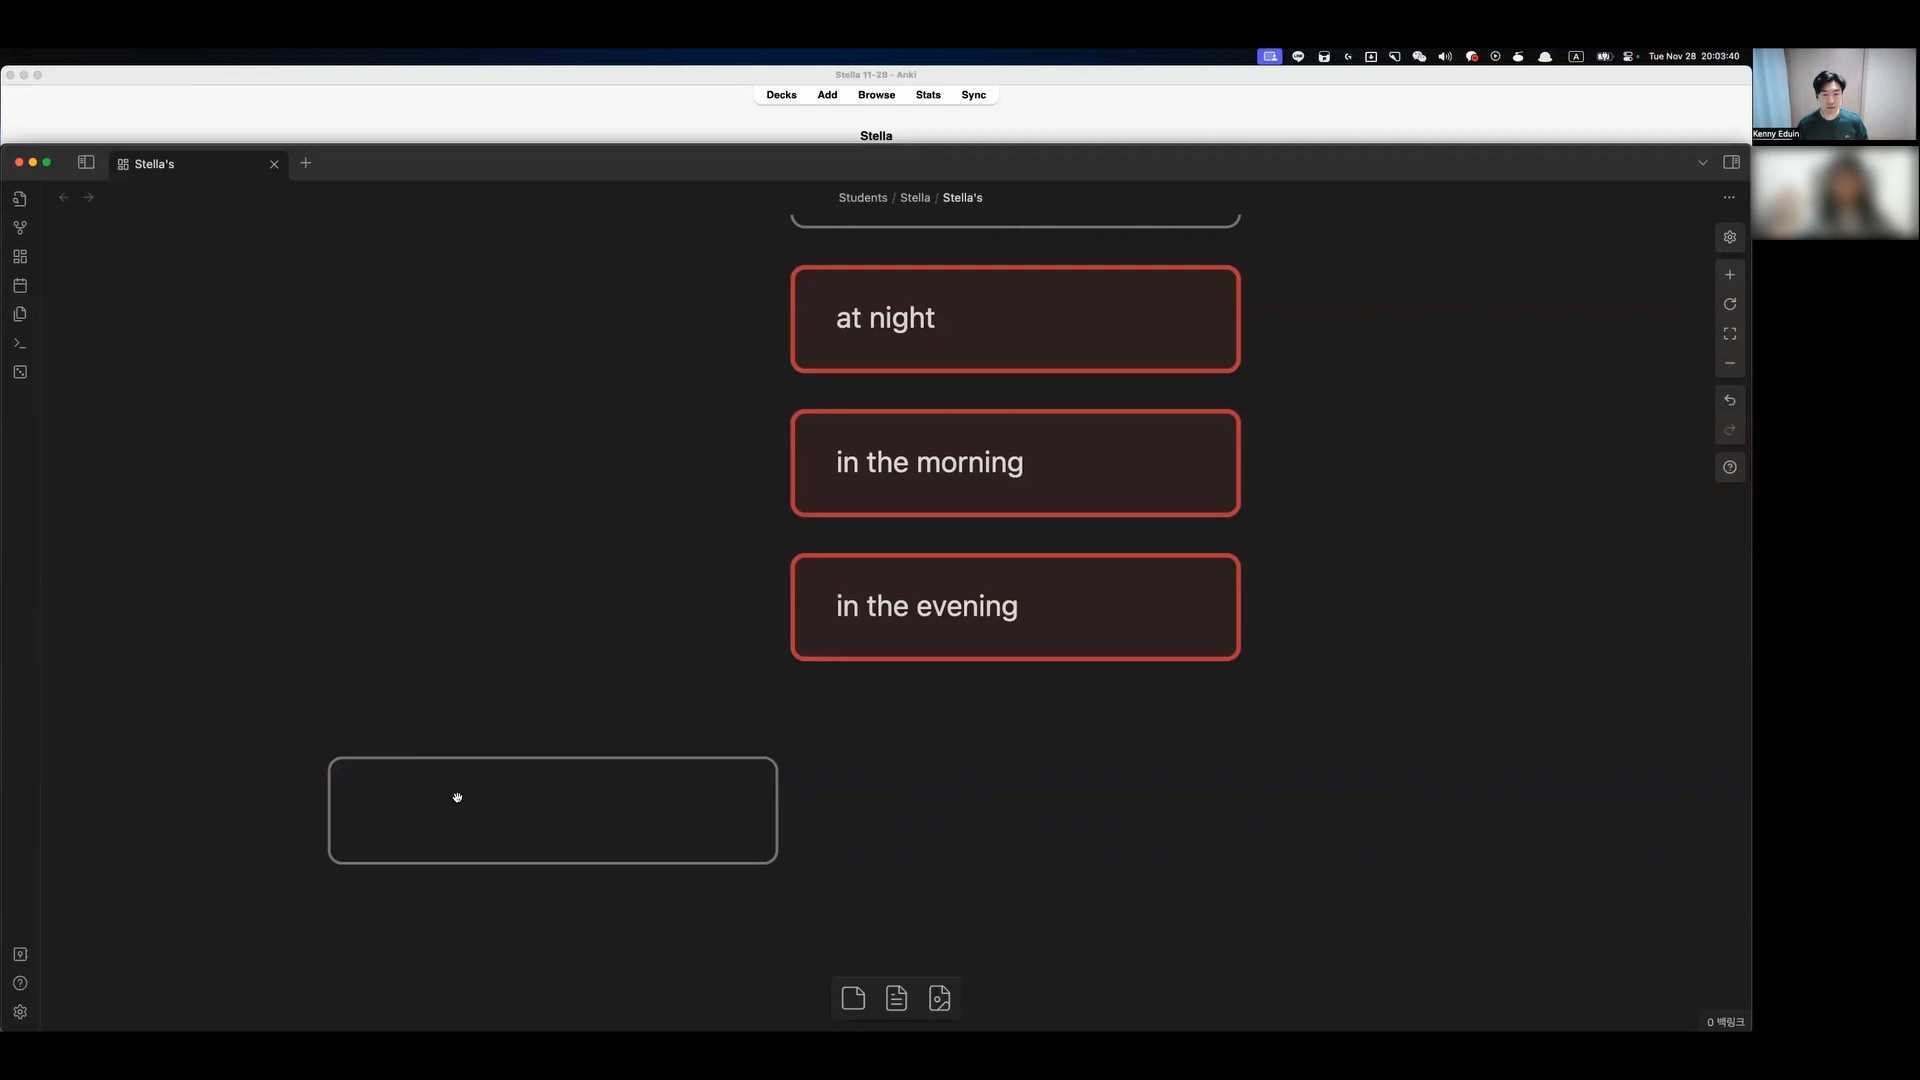 Tue Nov 28 20:03:40
Stella 11-28 - Anki
Decks Add Browse Stats Sync
Stella
Kenny Eduin
Stella's
Students / Stella / Stella's
at night
in the morning
in the evening
0 백링크